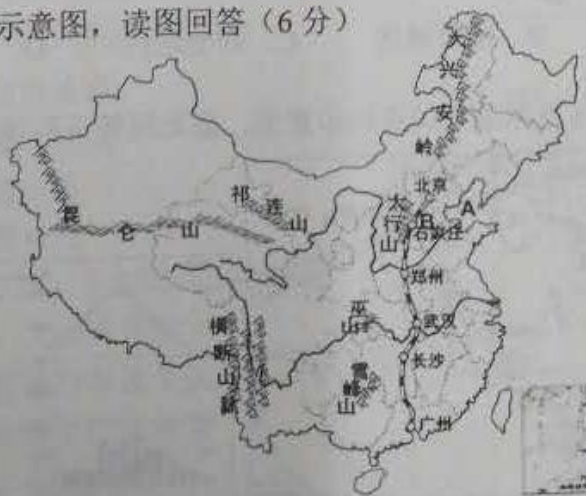 示意图，读图回答（6分）
大兴安岭
北京
祁连山
太行山
B
A
石家庄
昆仑山
郑州
巫山
武汉
横断山脉
长沙
雪峰山
广州